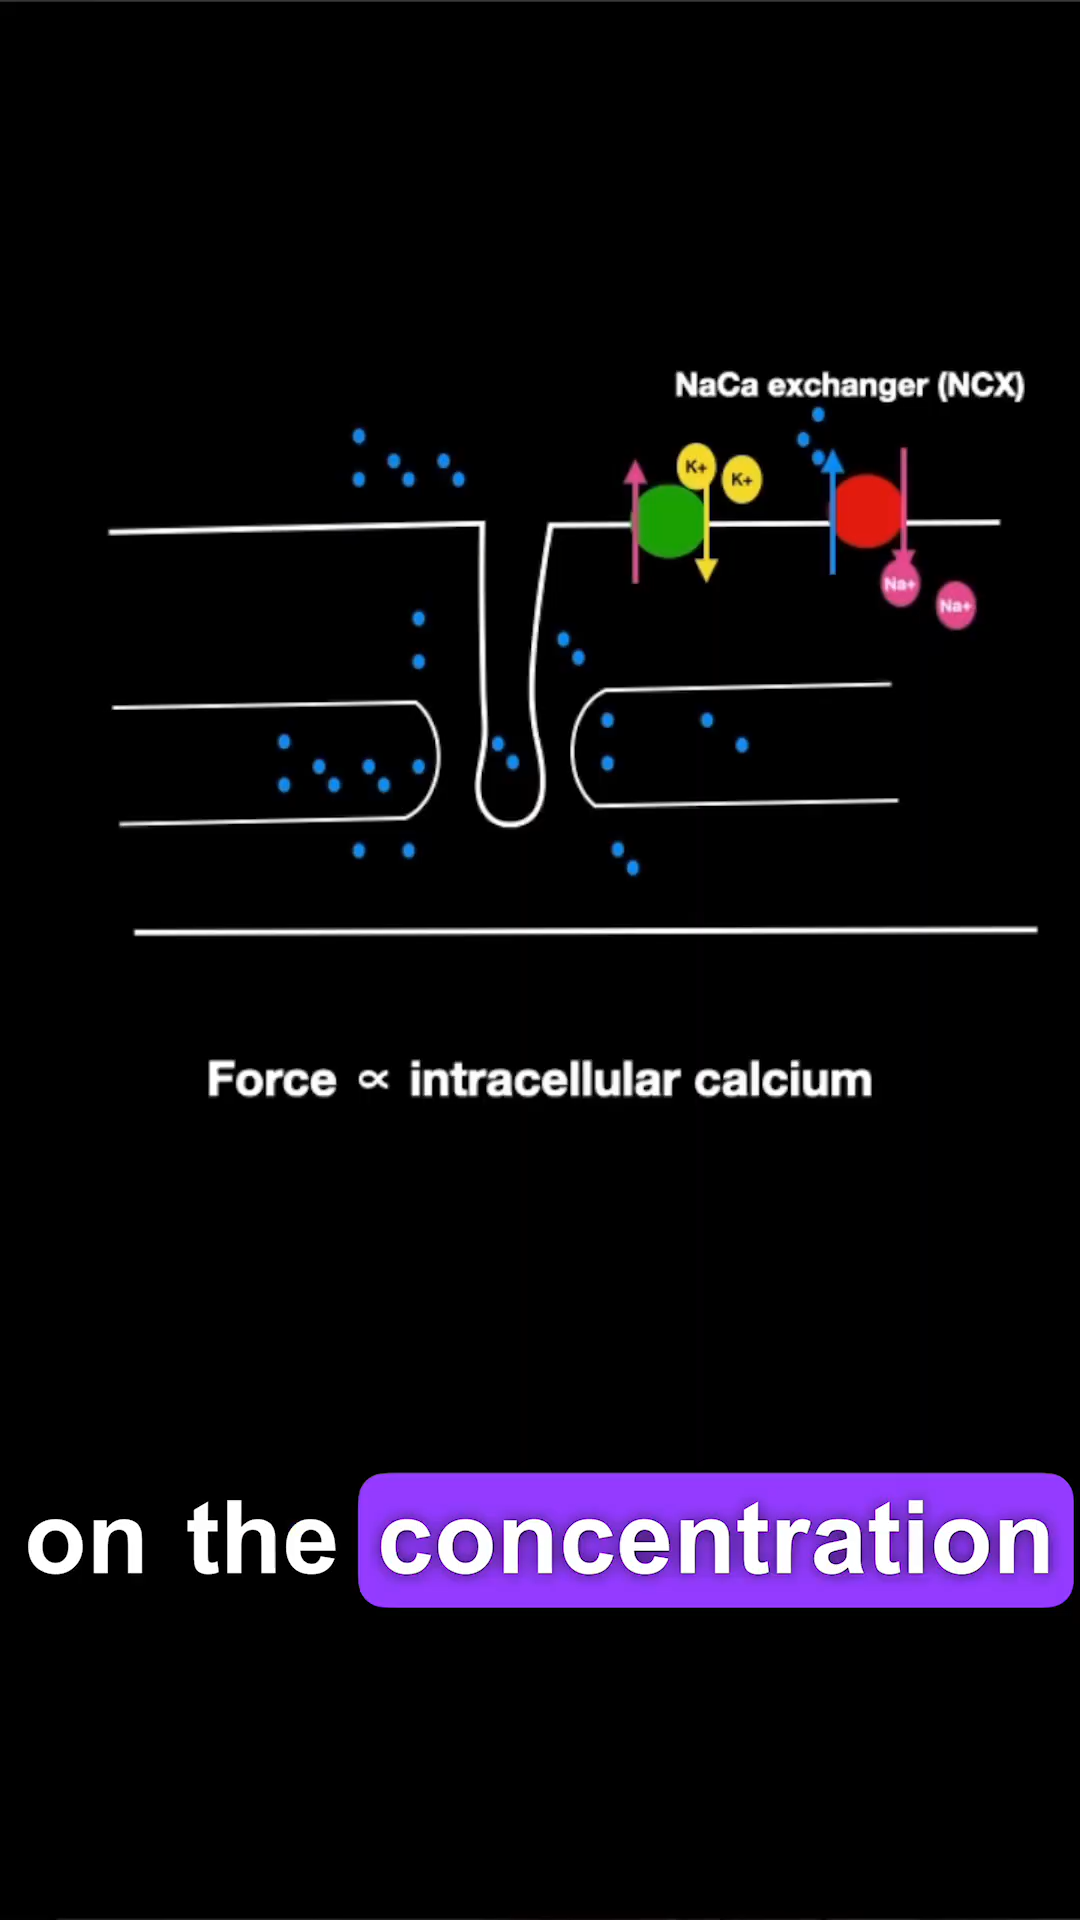 NaCa exchanger (NCX)
K+
K+
Na+
Na+
Force ∝ intracellular calcium
on the concentration